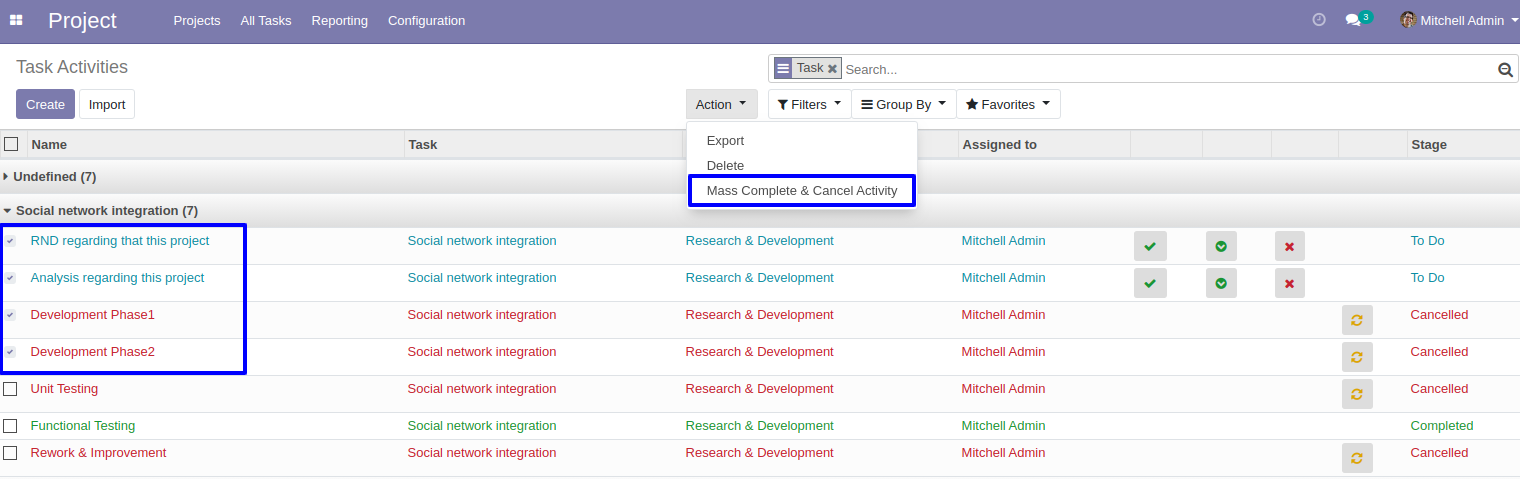 Project Projects All Tasks Reporting Configuration 3 Mitchell Admin
Task Activities
Task Search...
Create Import Action Filters Group By Favorites
Export
Delete
Mass Complete & Cancel Activity
Name Task Assigned to Stage
Undefined (7)
Social network integration (7)
RND regarding that this project Social network integration Research & Development Mitchell Admin To Do
Analysis regarding this project Social network integration Research & Development Mitchell Admin To Do
Development Phase1 Social network integration Research & Development Mitchell Admin Cancelled
Development Phase2 Social network integration Research & Development Mitchell Admin Cancelled
Unit Testing Social network integration Research & Development Mitchell Admin Cancelled
Functional Testing Social network integration Research & Development Mitchell Admin Completed
Rework & Improvement Social network integration Research & Development Mitchell Admin Cancelled